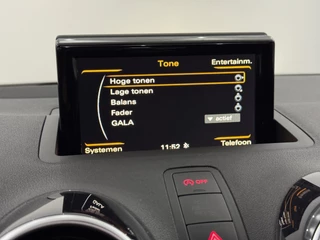 Tone
Entertainm.
Hoge tonen
Lage tonen
Balans
Fader
GALA
actief
Systemen
11:52
Telefoon
OFF